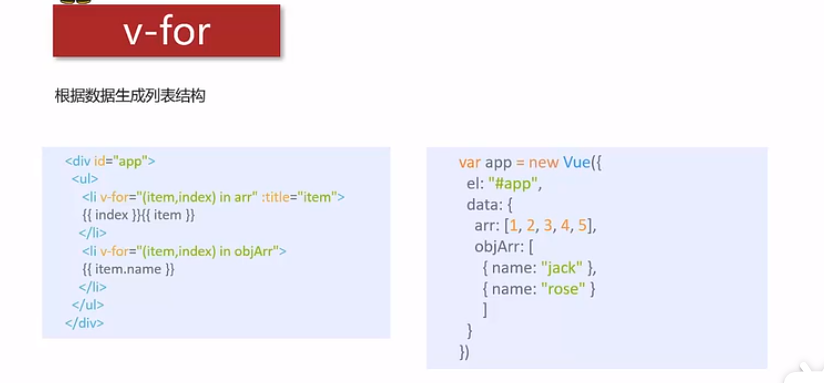 v-for
根据数据生成列表结构
<div id="app">
<ul>
<li v-for="(item,index) in arr" :title="item">
{{ index }}{{ item }}
</li>
<li v-for="(item,index) in objArr">
{{ item.name }}
</li>
</ul>
</div>
var app = new Vue({
el: "#app",
data: {
arr: [1, 2, 3, 4, 5],
objArr: [
{ name: "jack" },
{ name: "rose" }
]
}
})